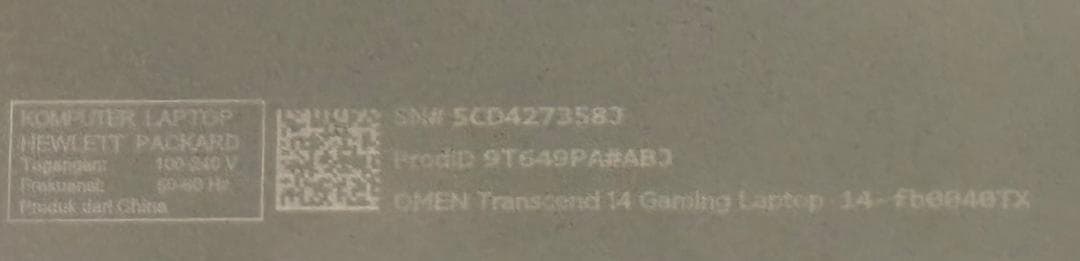 KOMPUTER LAPTOP
HEWLETT PACKARD
Tegangan: 100-240 V
Frekuensi: 50-60 Hz
Produk dari China
SN# 5CD427358J
ProdID 9T649PA#ABJ
OMEN Transcend 14 Gaming Laptop 14-fb0040TX